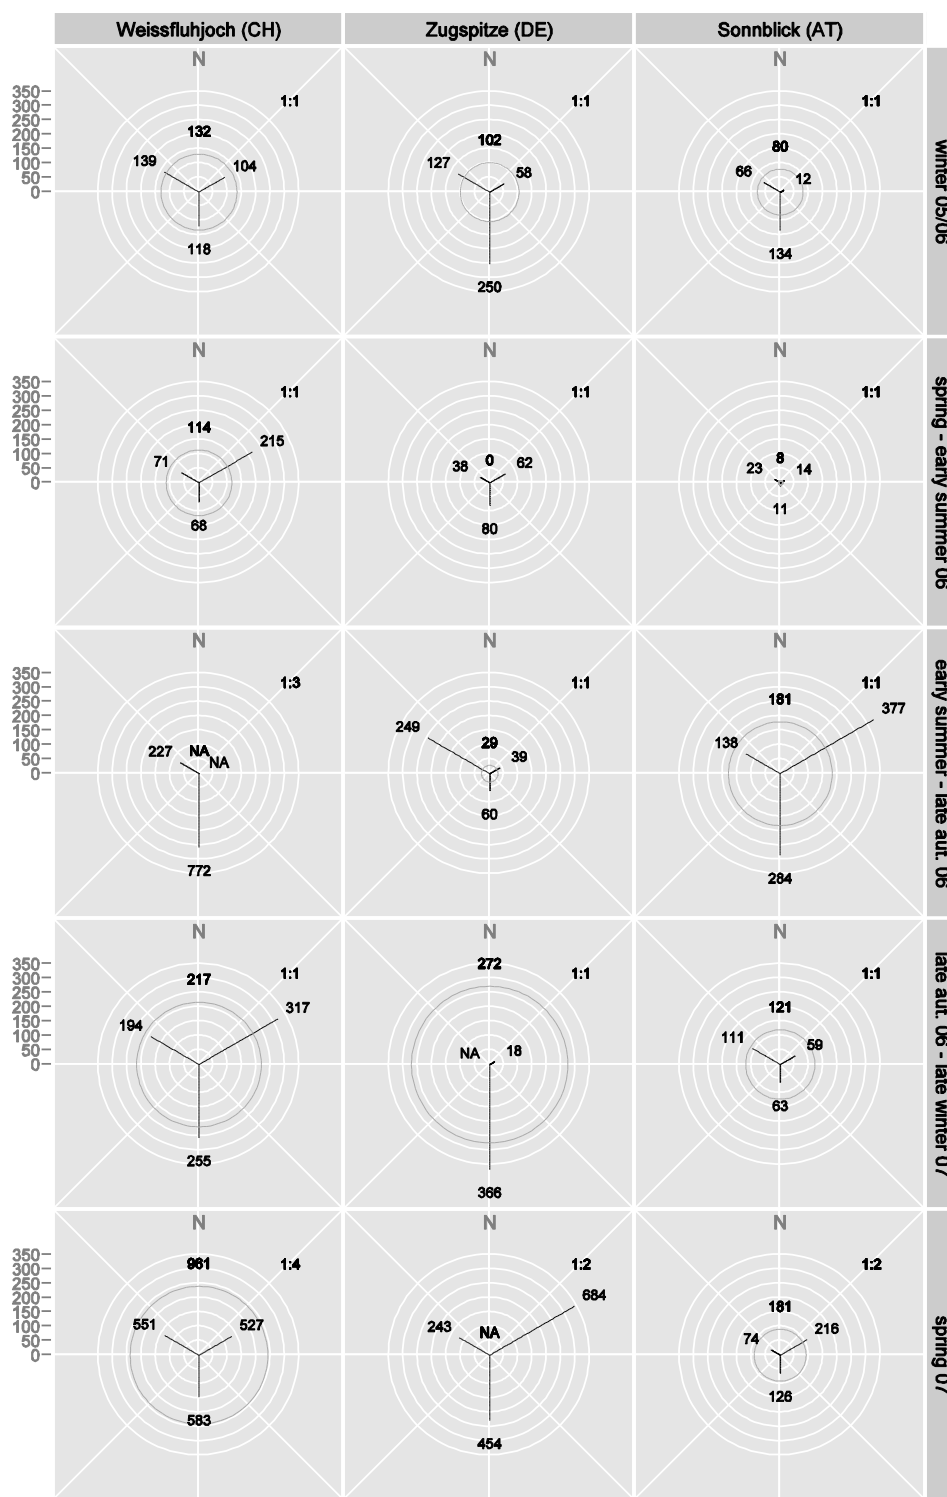 Weissfluhjoch (CH) Zugspitze (DE) Sonnblick (AT)
winter 05/06
N N N
350 300 250 200 150 100 50 0
1:1 132 139 104 118
1:1 102 127 58 250
1:1 80 66 12 134
spring - early summer 06
N N N
350 300 250 200 150 100 50 0
1:1 114 71 215 68
1:1 0 38 62 80
1:1 8 23 14 11
early summer - late aut. 06
N N N
350 300 250 200 150 100 50 0
1:3 NA 227 NA 772
1:1 29 249 39 60
1:1 181 138 377 284
late aut. 06 - late winter 07
N N N
350 300 250 200 150 100 50 0
1:1 217 194 317 255
1:1 272 NA 18 366
1:1 121 111 59 63
spring 07
N N N
350 300 250 200 150 100 50 0
1:4 961 551 527 583
1:2 NA 243 684 454
1:2 181 74 216 126